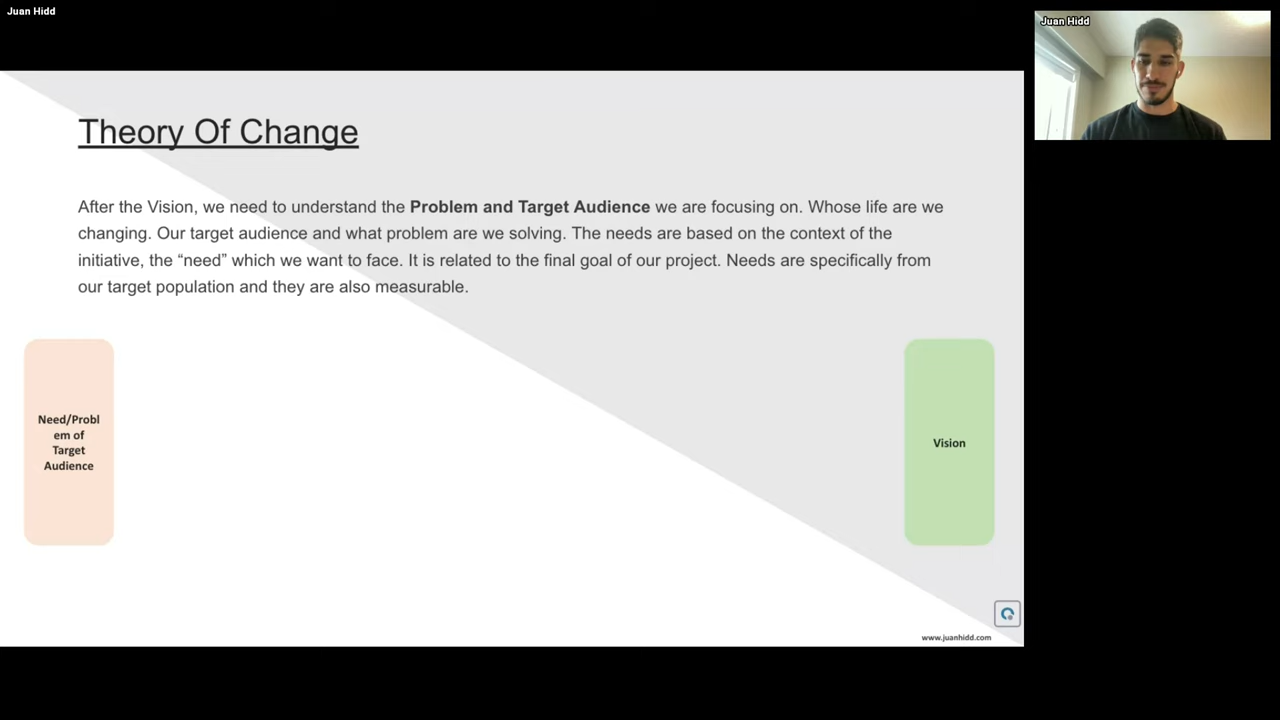 Juan Hidd
Juan Hidd
Theory Of Change
After the Vision, we need to understand the Problem and Target Audience we are focusing on. Whose life are we
changing. Our target audience and what problem are we solving. The needs are based on the context of the
initiative, the “need” which we want to face. It is related to the final goal of our project. Needs are specifically from
our target population and they are also measurable.
Need/Probl
em of
Target
Audience
Vision
www.juanhidd.com